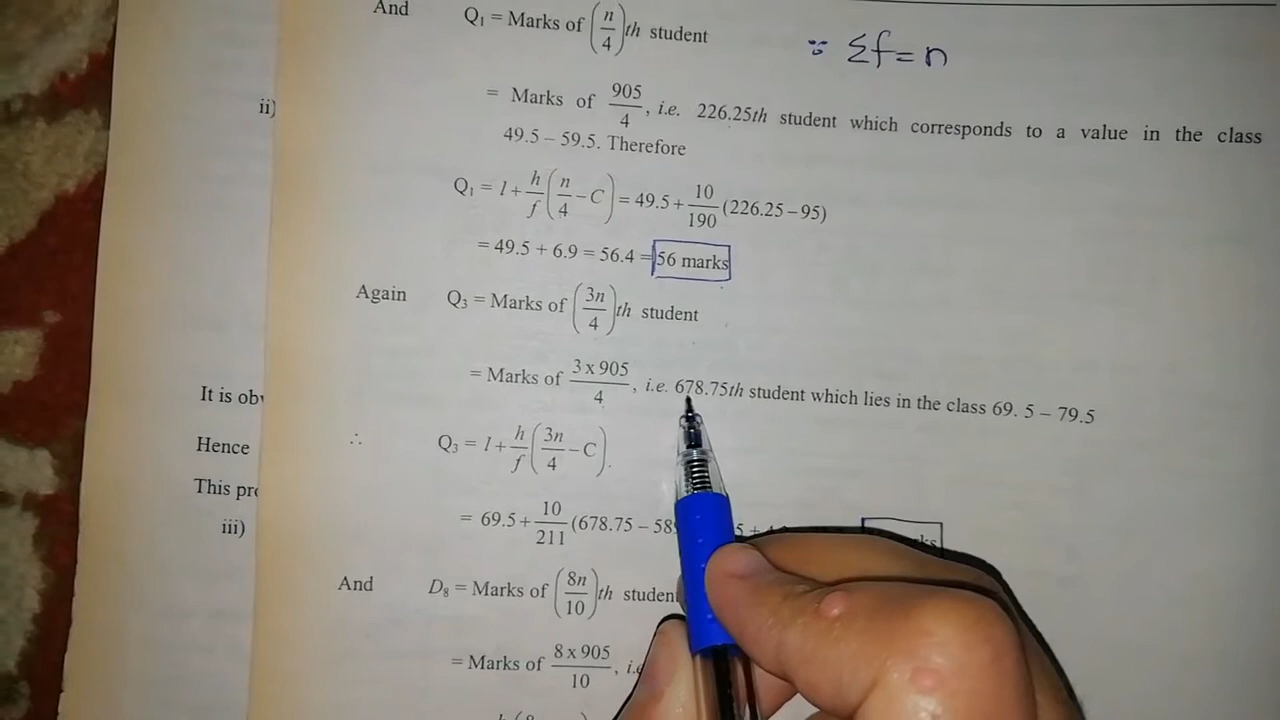 And Q₁ = Marks of (n/4)th student
∵ Σf = n
= Marks of 905/4, i.e. 226.25th student which corresponds to a value in the class
ii)
49.5 – 59.5. Therefore
Q₁ = l + h/f (n/4 – C) = 49.5 + 10/190 (226.25 – 95)
= 49.5 + 6.9 = 56.4 = 56 marks
Again Q₃ = Marks of (3n/4)th student
= Marks of 3 x 905/4, i.e. 678.75th student which lies in the class 69. 5 – 79.5
It is
∴ Q₃ = l + h/f (3n/4 – C).
Hence
This
= 69.5 + 10/211 (678.75 – 58
iii)
And D₈ = Marks of (8n/10)th student
= Marks of 8 x 905/10,